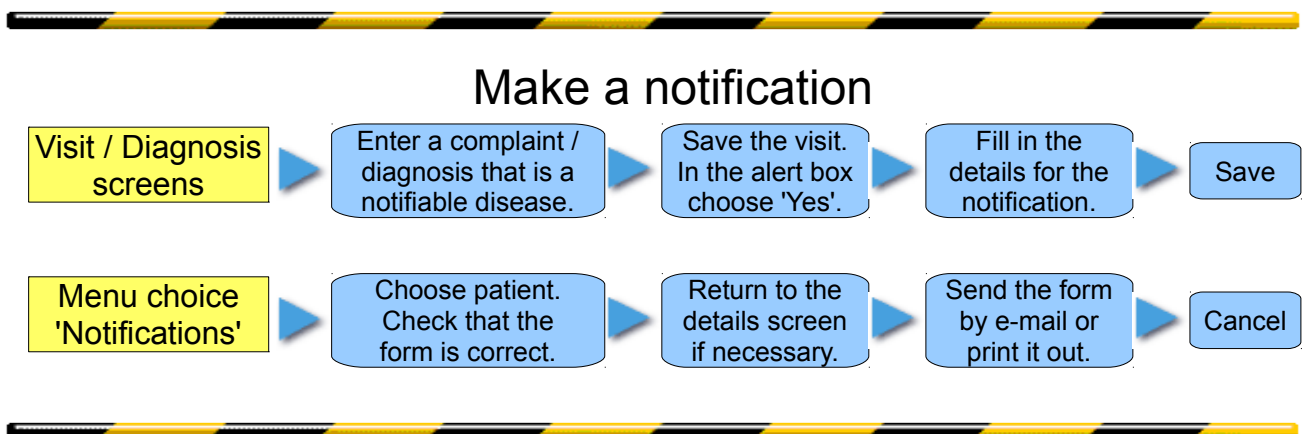 Make a notification
Visit / Diagnosis
screens
Enter a complaint /
diagnosis that is a
notifiable disease.
Save the visit.
In the alert box
choose 'Yes'.
Fill in the
details for the
notification.
Save
Menu choice
'Notifications'
Choose patient.
Check that the
form is correct.
Return to the
details screen
if necessary.
Send the form
by e-mail or
print it out.
Cancel